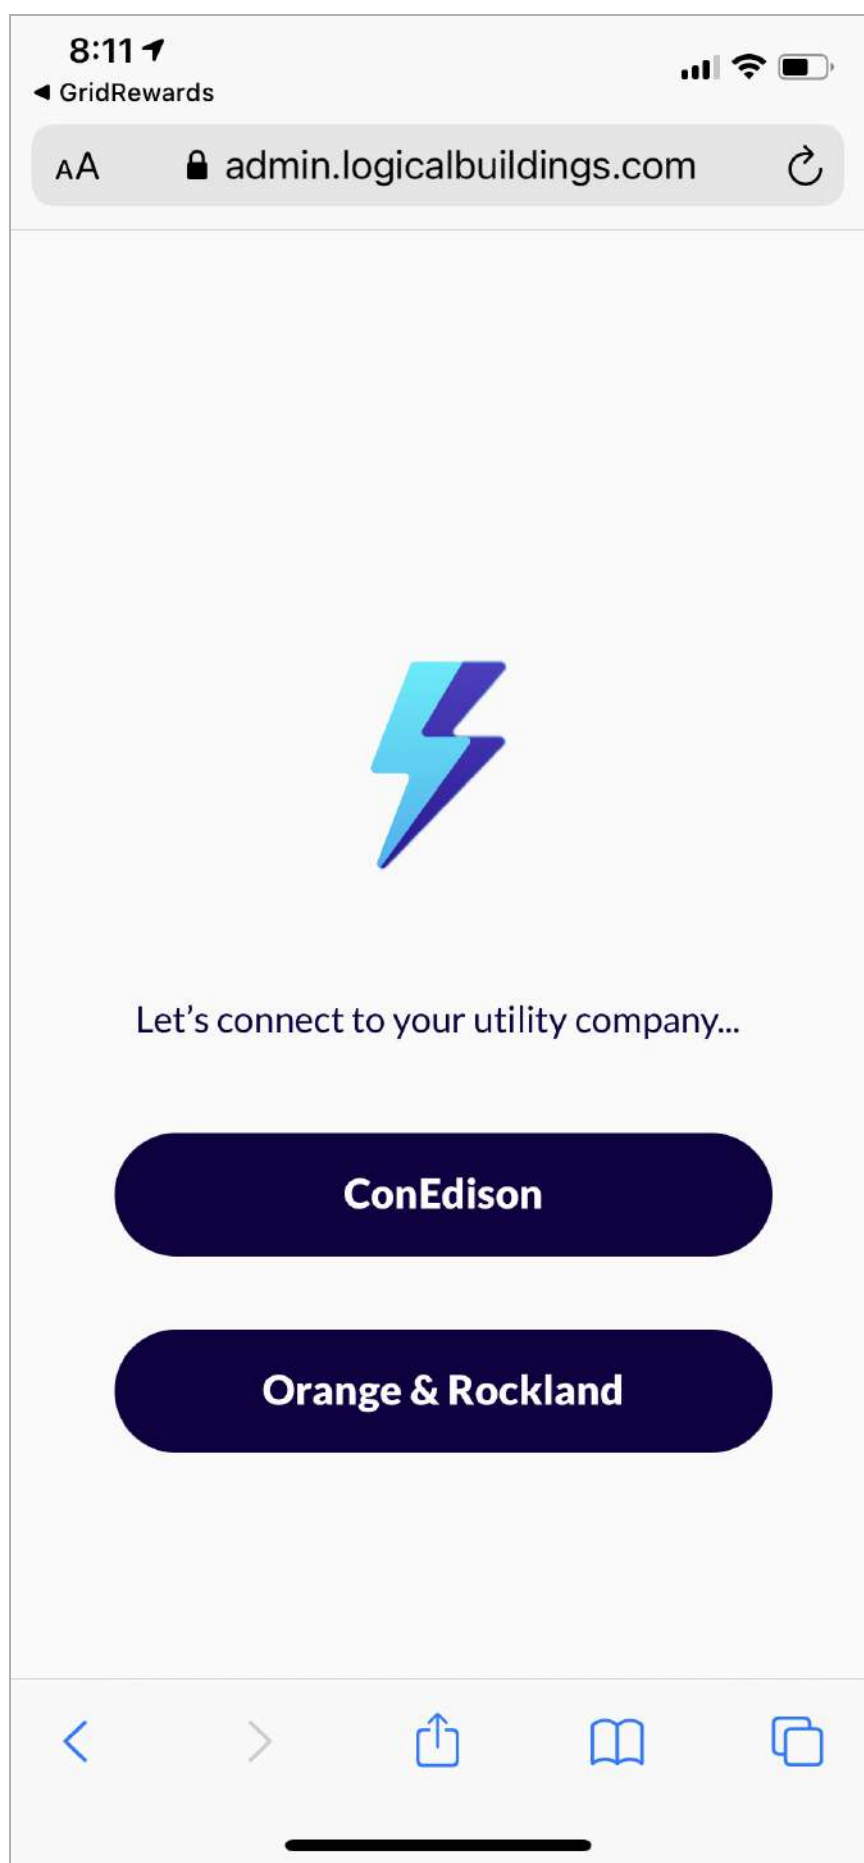 8:11
◀ GridRewards
AA admin.logicalbuildings.com
Let's connect to your utility company...
ConEdison
Orange & Rockland